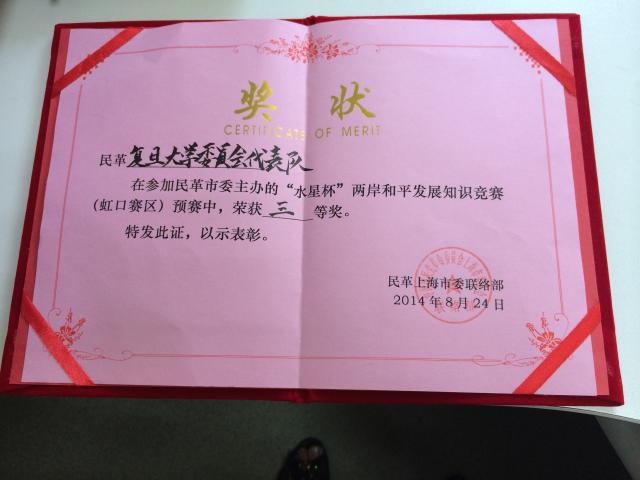 奖 状
CERTIFICATE OF MERIT
民革复旦大学委员会代表队
在参加民革市委主办的“水星杯”两岸和平发展知识竞赛
(虹口赛区)预赛中，荣获 三 等奖。
特发此证，以示表彰。
民革上海市委联络部
2014年8月24日